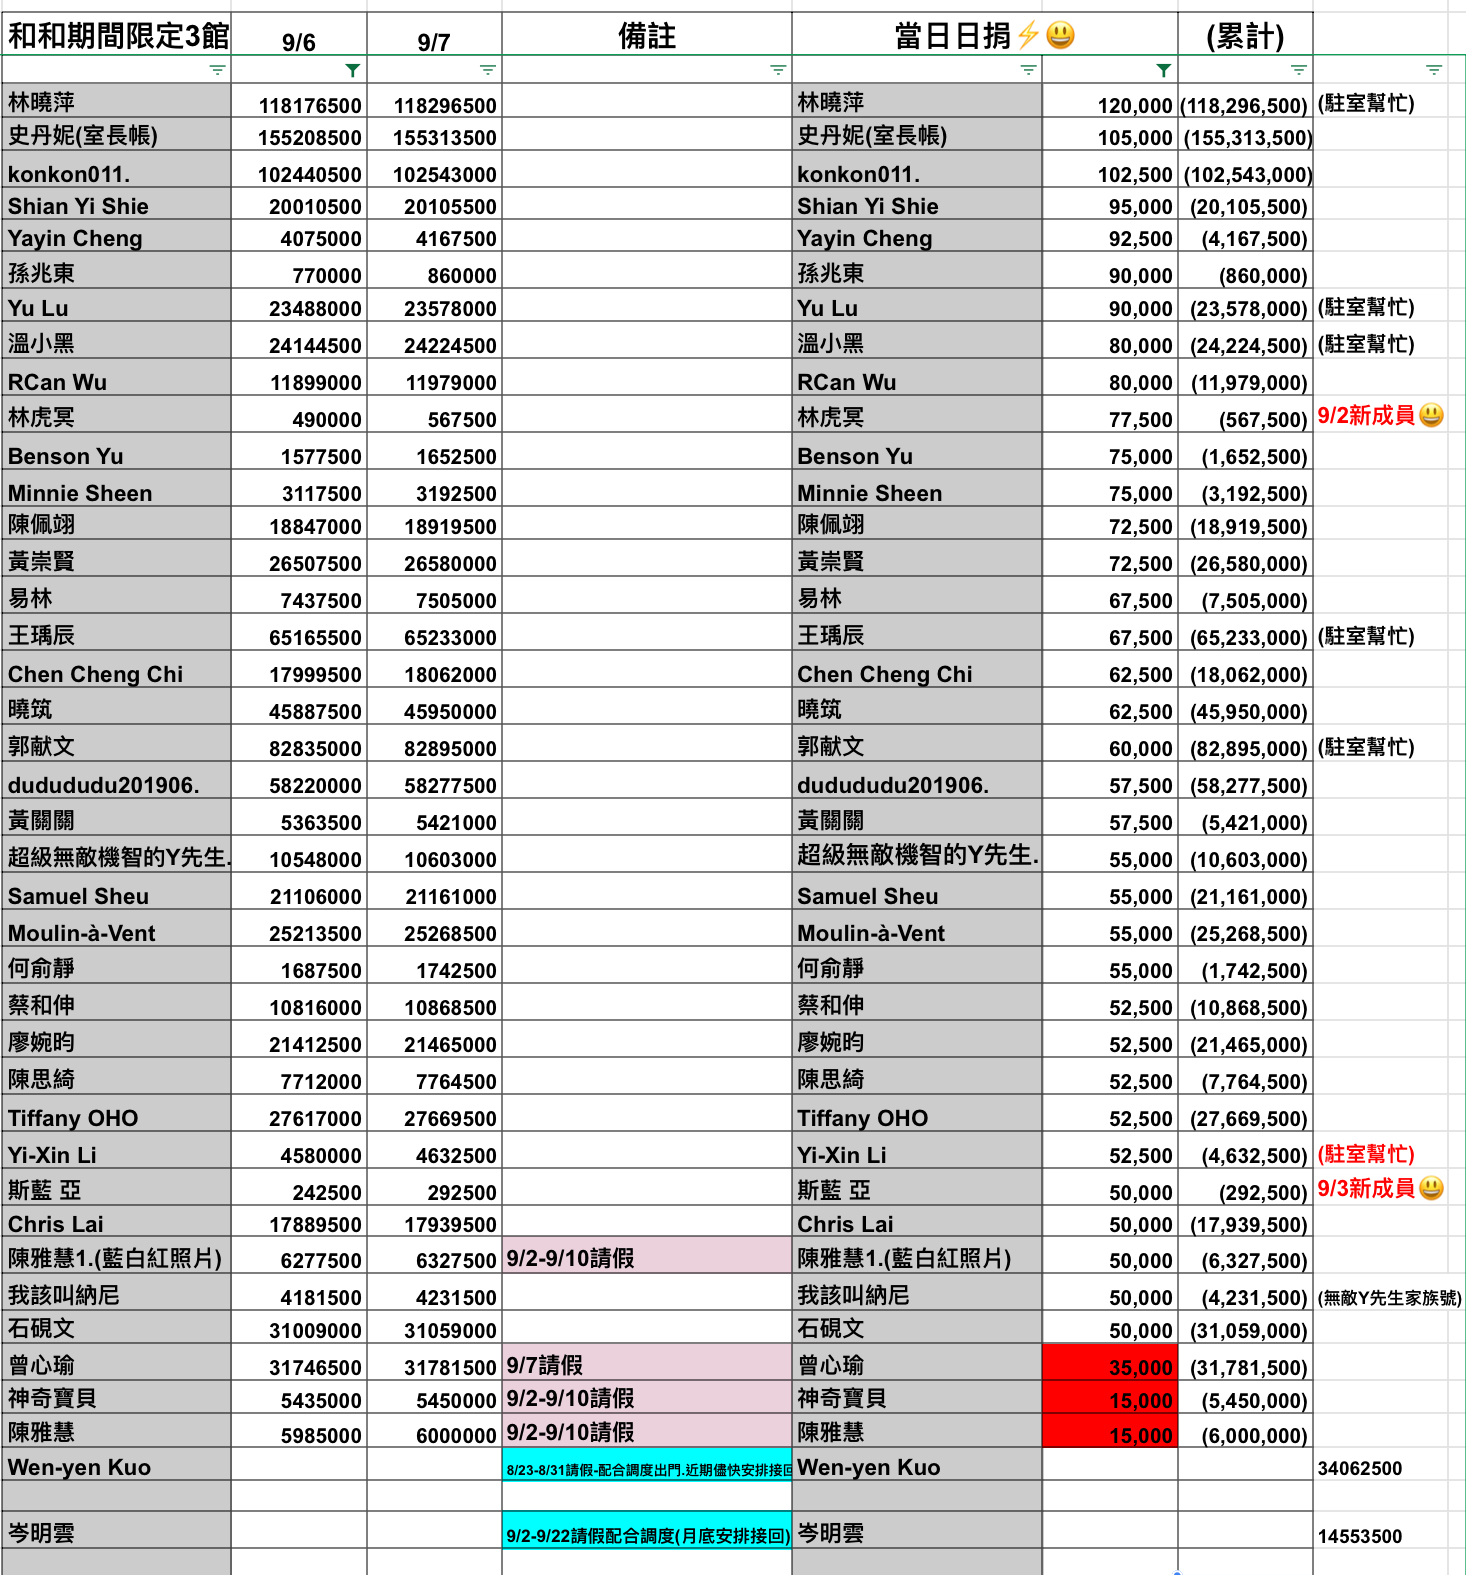 和和期間限定3館 9/6 9/7 備註 當日日捐⚡😃 (累計)
林曉萍 118176500 118296500 林曉萍 120,000 (118,296,500) (駐室幫忙)
史丹妮(室長帳) 155208500 155313500 史丹妮(室長帳) 105,000 (155,313,500)
konkon011. 102440500 102543000 konkon011. 102,500 (102,543,000)
Shian Yi Shie 20010500 20105500 Shian Yi Shie 95,000 (20,105,500)
Yayin Cheng 4075000 4167500 Yayin Cheng 92,500 (4,167,500)
孫兆東 770000 860000 孫兆東 90,000 (860,000)
Yu Lu 23488000 23578000 Yu Lu 90,000 (23,578,000) (駐室幫忙)
溫小黑 24144500 24224500 溫小黑 80,000 (24,224,500) (駐室幫忙)
RCan Wu 11899000 11979000 RCan Wu 80,000 (11,979,000)
林虎冥 490000 567500 林虎冥 77,500 (567,500) 9/2新成員😃
Benson Yu 1577500 1652500 Benson Yu 75,000 (1,652,500)
Minnie Sheen 3117500 3192500 Minnie Sheen 75,000 (3,192,500)
陳佩翊 18847000 18919500 陳佩翊 72,500 (18,919,500)
黃崇賢 26507500 26580000 黃崇賢 72,500 (26,580,000)
易林 7437500 7505000 易林 67,500 (7,505,000)
王瑀辰 65165500 65233000 王瑀辰 67,500 (65,233,000) (駐室幫忙)
Chen Cheng Chi 17999500 18062000 Chen Cheng Chi 62,500 (18,062,000)
曉筑 45887500 45950000 曉筑 62,500 (45,950,000)
郭献文 82835000 82895000 郭献文 60,000 (82,895,000) (駐室幫忙)
dudududu201906. 58220000 58277500 dudududu201906. 57,500 (58,277,500)
黃關關 5363500 5421000 黃關關 57,500 (5,421,000)
超級無敵機智的Y先生. 10548000 10603000 超級無敵機智的Y先生. 55,000 (10,603,000)
Samuel Sheu 21106000 21161000 Samuel Sheu 55,000 (21,161,000)
Moulin-à-Vent 25213500 25268500 Moulin-à-Vent 55,000 (25,268,500)
何俞靜 1687500 1742500 何俞靜 55,000 (1,742,500)
蔡和伸 10816000 10868500 蔡和伸 52,500 (10,868,500)
廖婉昀 21412500 21465000 廖婉昀 52,500 (21,465,000)
陳思綺 7712000 7764500 陳思綺 52,500 (7,764,500)
Tiffany OHO 27617000 27669500 Tiffany OHO 52,500 (27,669,500)
Yi-Xin Li 4580000 4632500 Yi-Xin Li 52,500 (4,632,500) (駐室幫忙)
斯藍 亞 242500 292500 斯藍 亞 50,000 (292,500) 9/3新成員😃
Chris Lai 17889500 17939500 Chris Lai 50,000 (17,939,500)
陳雅慧1.(藍白紅照片) 6277500 6327500 9/2-9/10請假 陳雅慧1.(藍白紅照片) 50,000 (6,327,500)
我該叫納尼 4181500 4231500 我該叫納尼 50,000 (4,231,500) (無敵Y先生家族號)
石硯文 31009000 31059000 石硯文 50,000 (31,059,000)
曾心瑜 31746500 31781500 9/7請假 曾心瑜 35,000 (31,781,500)
神奇寶貝 5435000 5450000 9/2-9/10請假 神奇寶貝 15,000 (5,450,000)
陳雅慧 5985000 6000000 9/2-9/10請假 陳雅慧 15,000 (6,000,000)
Wen-yen Kuo 8/23-8/31請假-配合調度出門.近期儘快安排接回 Wen-yen Kuo 34062500
岑明雲 9/2-9/22請假配合調度(月底安排接回) 岑明雲 14553500